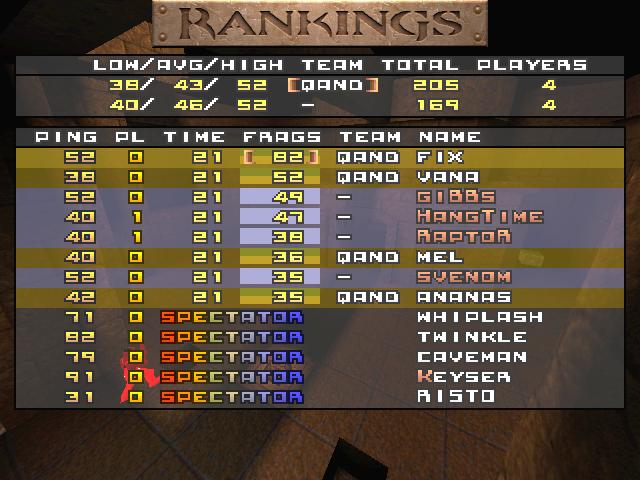 RANKINGS
LOW/AVG/HIGH TEAM TOTAL PLAYERS
38/ 43/ 52 [QAND] 205 4
40/ 46/ 52 - 169 4
PING PL TIME FRAGS TEAM NAME
52 0 21 [ 82] QAND FIX
38 0 21 52 QAND VANA
52 0 21 49 - GIBBS
40 1 21 47 - HANGTIME
40 1 21 38 - RAPTOR
40 0 21 36 QAND MEL
52 0 21 35 - SVENOM
42 0 21 35 QAND ANANAS
71 0 SPECTATOR WHIPLASH
82 0 SPECTATOR TWINKLE
79 0 SPECTATOR CAVEMAN
91 0 SPECTATOR KEYSER
31 0 SPECTATOR RISTO